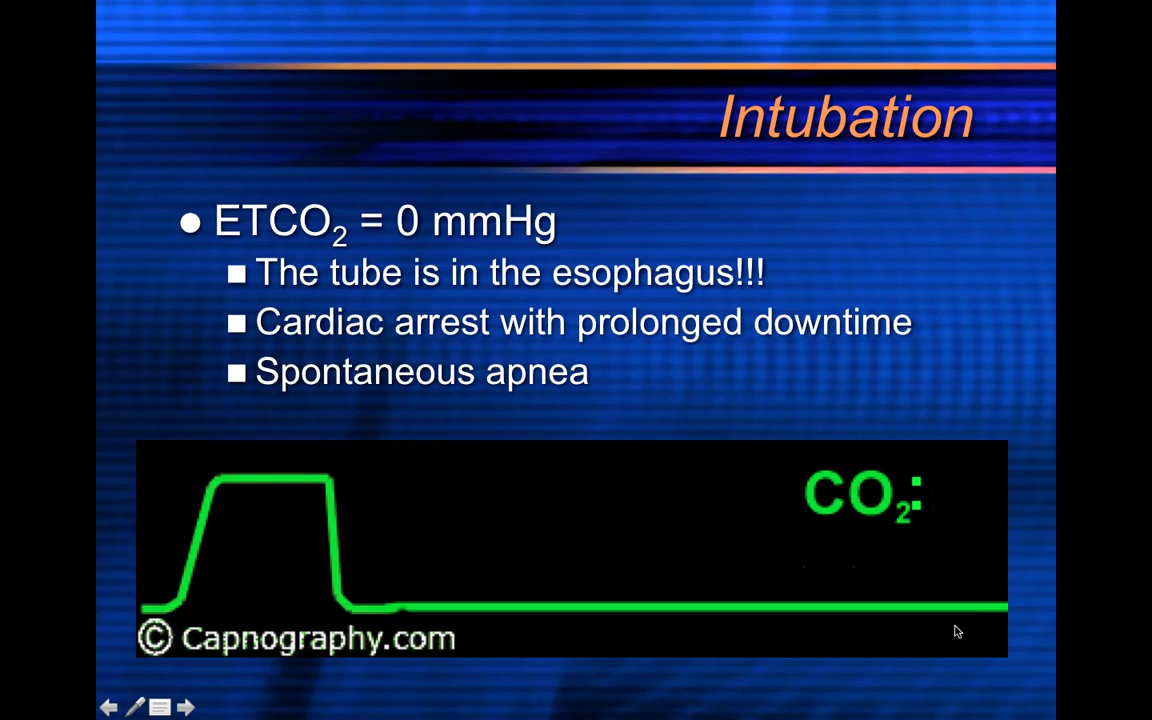 Intubation
● ETCO₂ = 0 mmHg
■ The tube is in the esophagus!!!
■ Cardiac arrest with prolonged downtime
■ Spontaneous apnea
CO₂:
© Capnography.com